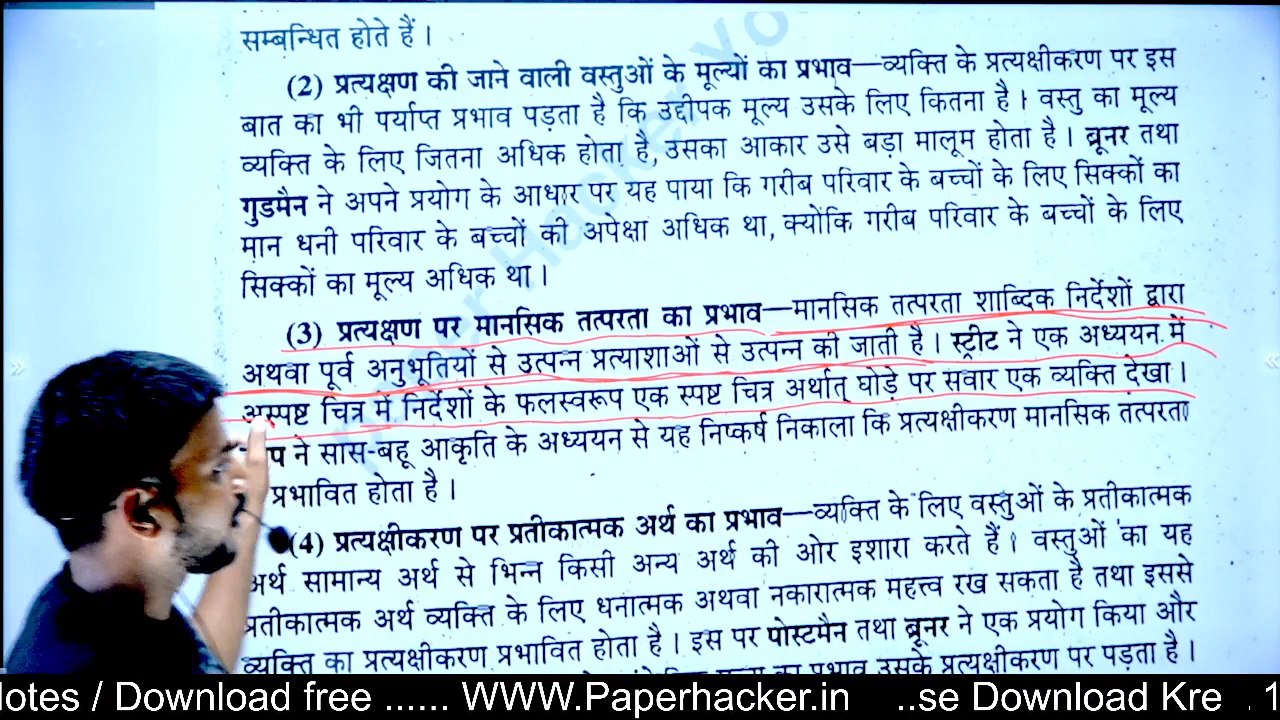 सम्बन्धित होते हैं ।
(2) प्रत्यक्षण की जाने वाली वस्तुओं के मूल्यों का प्रभाव—व्यक्ति के प्रत्यक्षीकरण पर इस
बात का भी पर्याप्त प्रभाव पड़ता है कि उद्दीपक मूल्य उसके लिए कितना है । वस्तु का मूल्य
व्यक्ति के लिए जितना अधिक होता है, उसका आकार उसे बड़ा मालूम होता है । ब्रूनर तथा
गुडमैन ने अपने प्रयोग के आधार पर यह पाया कि गरीब परिवार के बच्चों के लिए सिक्कों का
मान धनी परिवार के बच्चों की अपेक्षा अधिक था, क्योंकि गरीब परिवार के बच्चों के लिए
सिक्कों का मूल्य अधिक था ।
(3) प्रत्यक्षण पर मानसिक तत्परता का प्रभाव—मानसिक तत्परता शाब्दिक निर्देशों द्वारा
अथवा पूर्व अनुभूतियों से उत्पन्न प्रत्याशाओं से उत्पन्न की जाती है । स्ट्रीट ने एक अध्ययन में
अस्पष्ट चित्र में निर्देशों के फलस्वरूप एक स्पष्ट चित्र अर्थात् घोड़े पर सवार एक व्यक्ति देखा ।
ने सास-बहू आकृति के अध्ययन से यह निष्कर्ष निकाला कि प्रत्यक्षीकरण मानसिक तत्परता
प्रभावित होता है ।
(4) प्रत्यक्षीकरण पर प्रतीकात्मक अर्थ का प्रभाव—व्यक्ति के लिए वस्तुओं के प्रतीकात्मक
अर्थ सामान्य अर्थ से भिन्न किसी अन्य अर्थ की ओर इशारा करते हैं । वस्तुओं का यह
प्रतीकात्मक अर्थ व्यक्ति के लिए धनात्मक अथवा नकारात्मक महत्त्व रख सकता है तथा इससे
व्यक्ति का प्रत्यक्षीकरण प्रभावित होता है । इस पर पोस्टमैन तथा ब्रूनर ने एक प्रयोग किया और
का प्रभाव उसके प्रत्यक्षीकरण पर पड़ता है ।
Notes / Download free ...... WWW.Paperhacker.in ..se Download Kre . 1